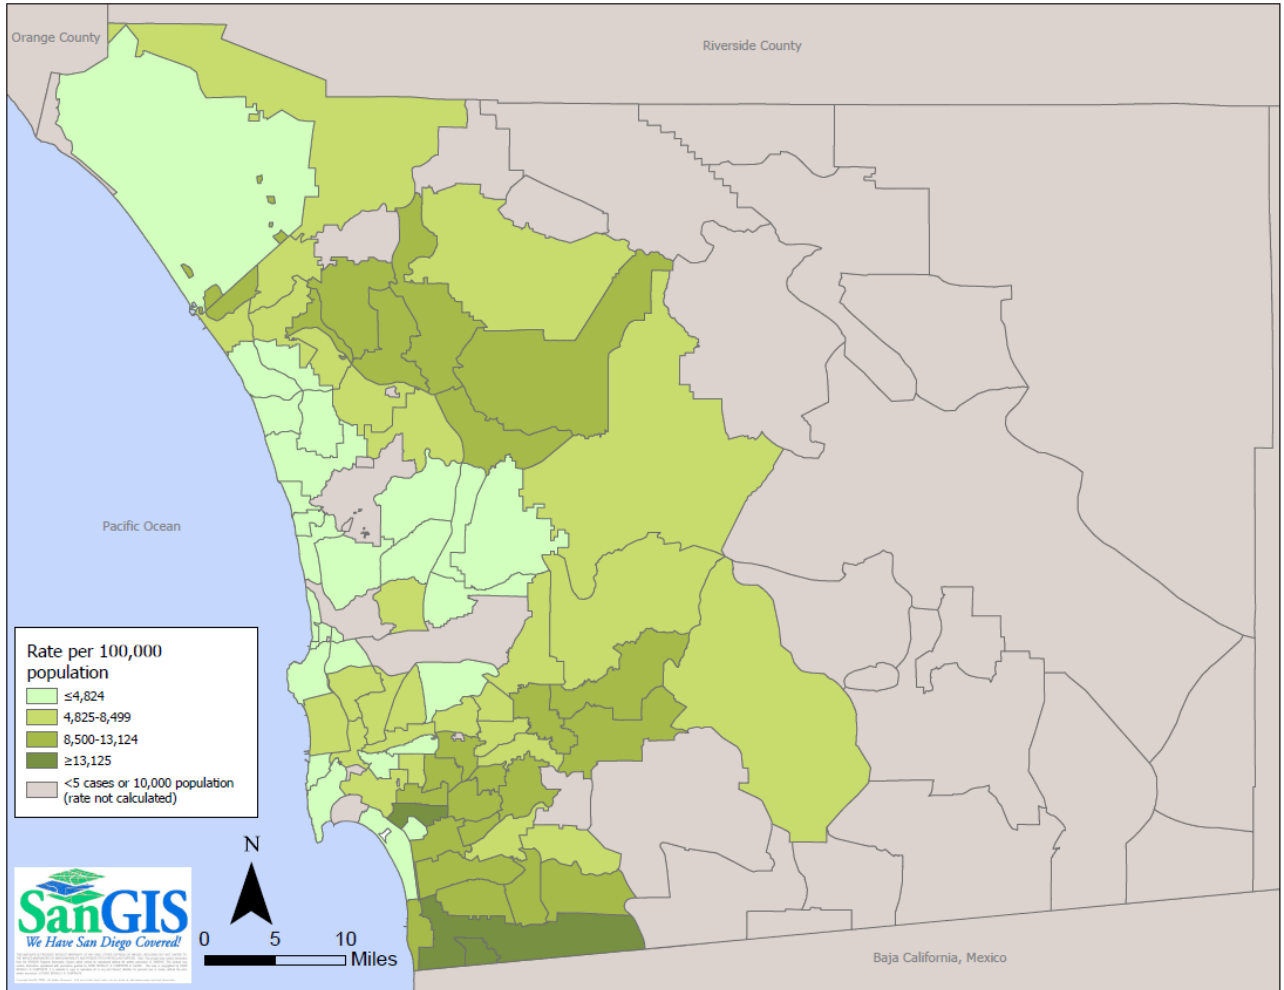 Orange County
Riverside County
Pacific Ocean
Rate per 100,000
population
≤4,824
4,825-8,499
8,500-13,124
≥13,125
<5 cases or 10,000 population
(rate not calculated)
N
SanGIS
We Have San Diego Covered!
0 5 10
Miles
Baja California, Mexico